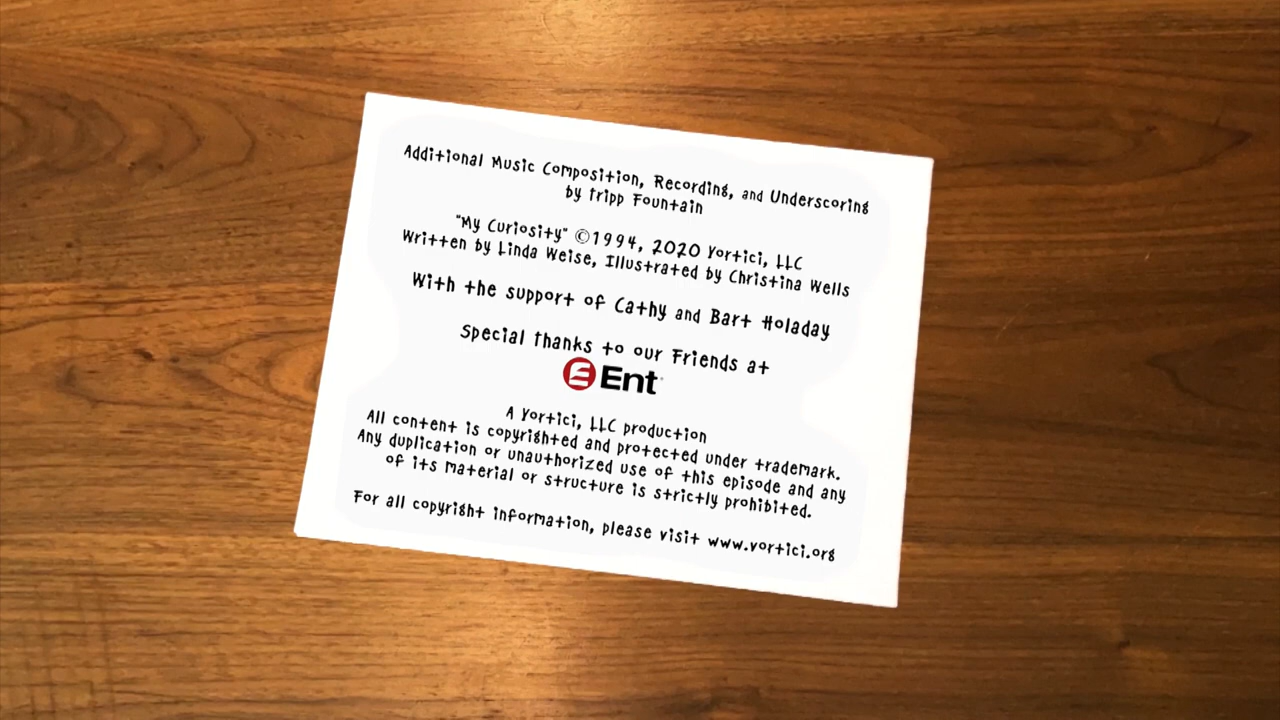 Additional Music Composition, Recording, and Underscoring
by Tripp Fountain
"My Curiosity" ©1994, 2020 Vortici, LLC
Written by Linda Weise, Illustrated by Christina Wells
With the support of Cathy and Bart Holaday
Special Thanks to our Friends at
Ent
A Vortici, LLC production
All content is copyrighted and protected under trademark.
Any duplication or unauthorized use of this episode and any
of its material or structure is strictly prohibited.
For all copyright information, please visit www.vortici.org